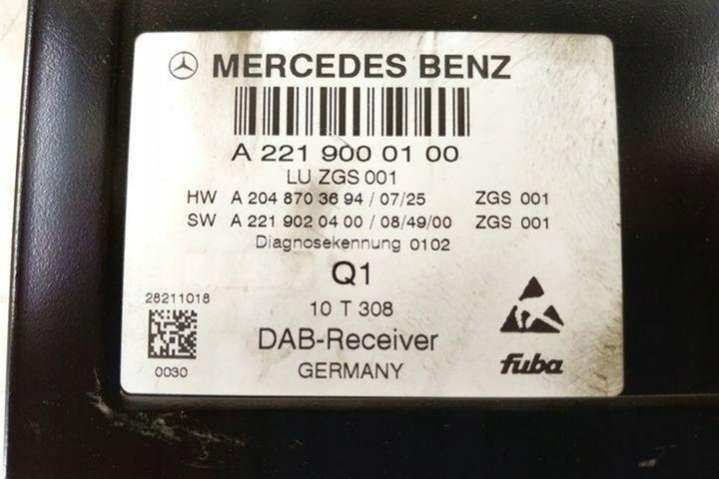 MERCEDES BENZ
A 221 900 01 00
LU ZGS 001
HW A 204 870 36 94 / 07/25 ZGS 001
SW A 221 902 04 00 / 08/49/00 ZGS 001
Diagnosekennung 0102
Q1
28211018
10 T 308
DAB-Receiver
0030
GERMANY
fuba